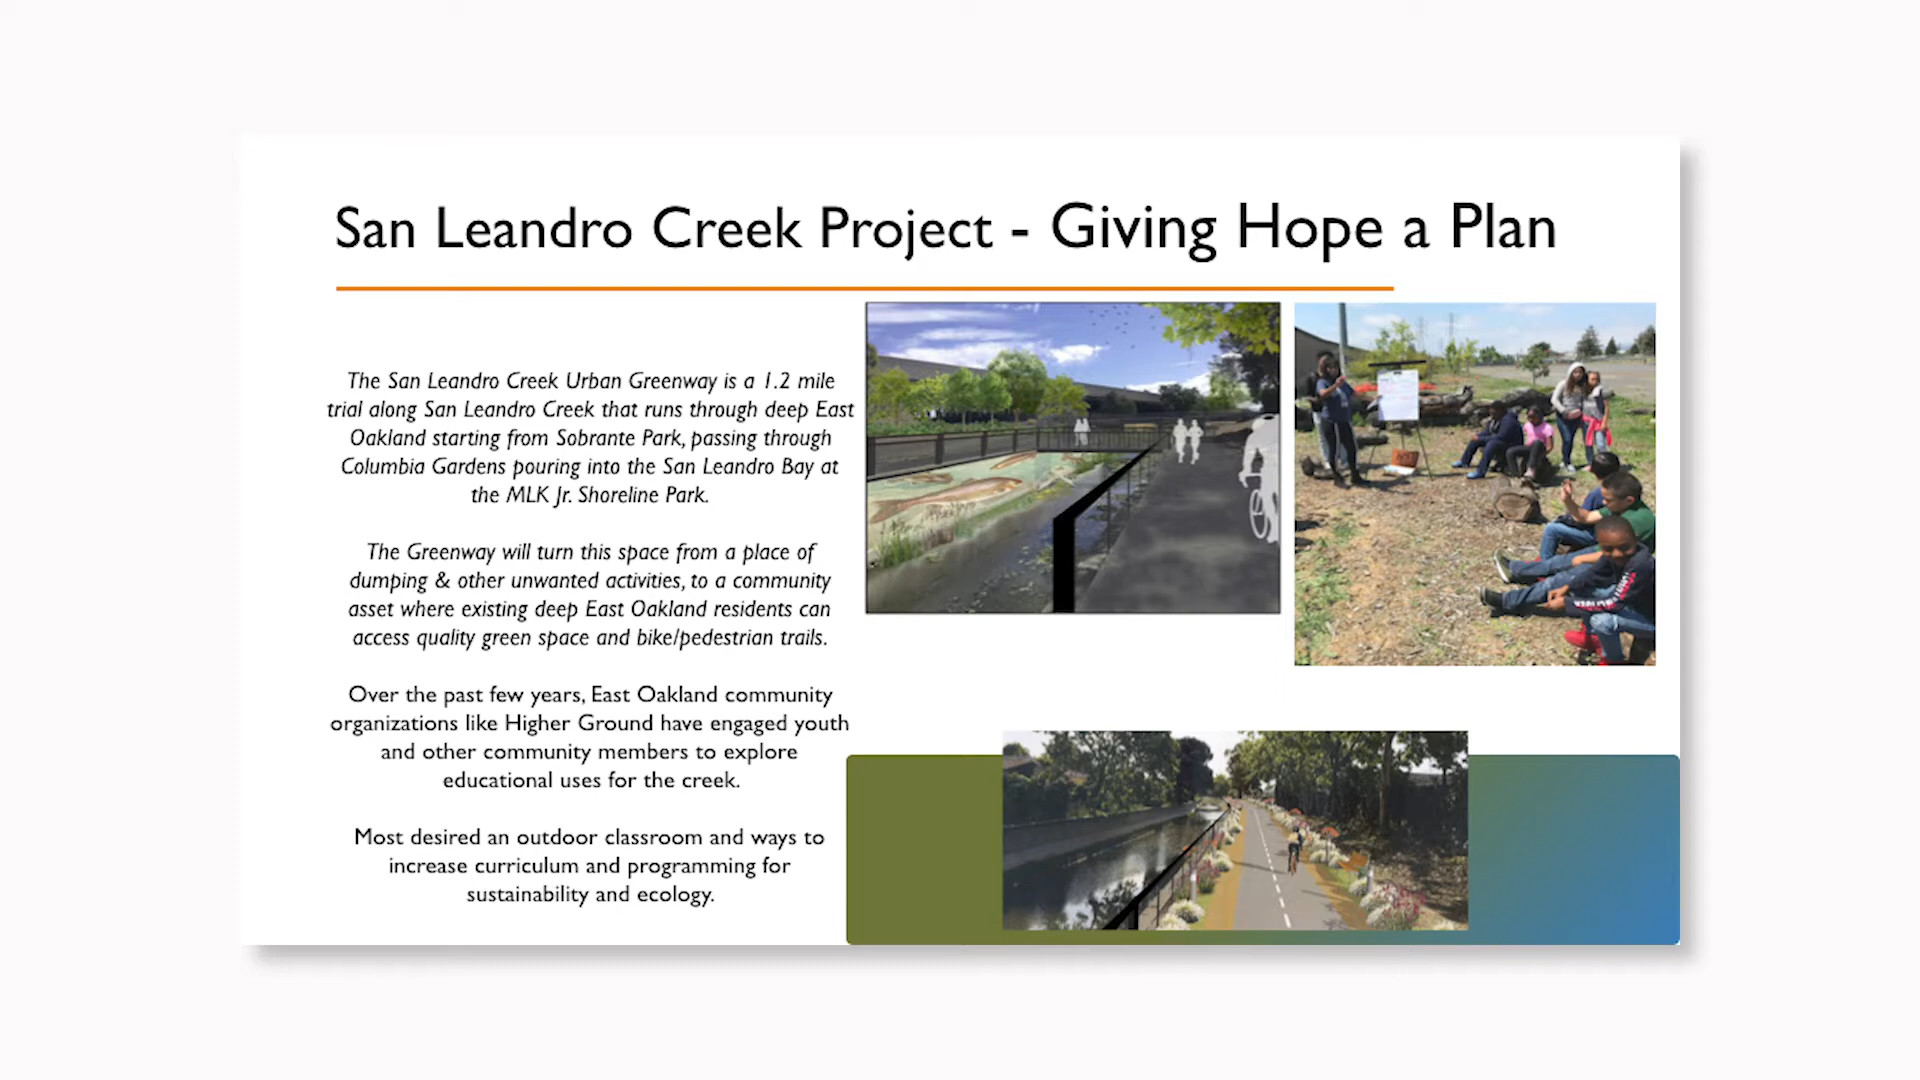 San Leandro Creek Project - Giving Hope a Plan
The San Leandro Creek Urban Greenway is a 1.2 mile
trial along San Leandro Creek that runs through deep East
Oakland starting from Sobrante Park, passing through
Columbia Gardens pouring into the San Leandro Bay at
the MLK Jr. Shoreline Park.
The Greenway will turn this space from a place of
dumping & other unwanted activities, to a community
asset where existing deep East Oakland residents can
access quality green space and bike/pedestrian trails.
Over the past few years, East Oakland community
organizations like Higher Ground have engaged youth
and other community members to explore
educational uses for the creek.
Most desired an outdoor classroom and ways to
increase curriculum and programming for
sustainability and ecology.